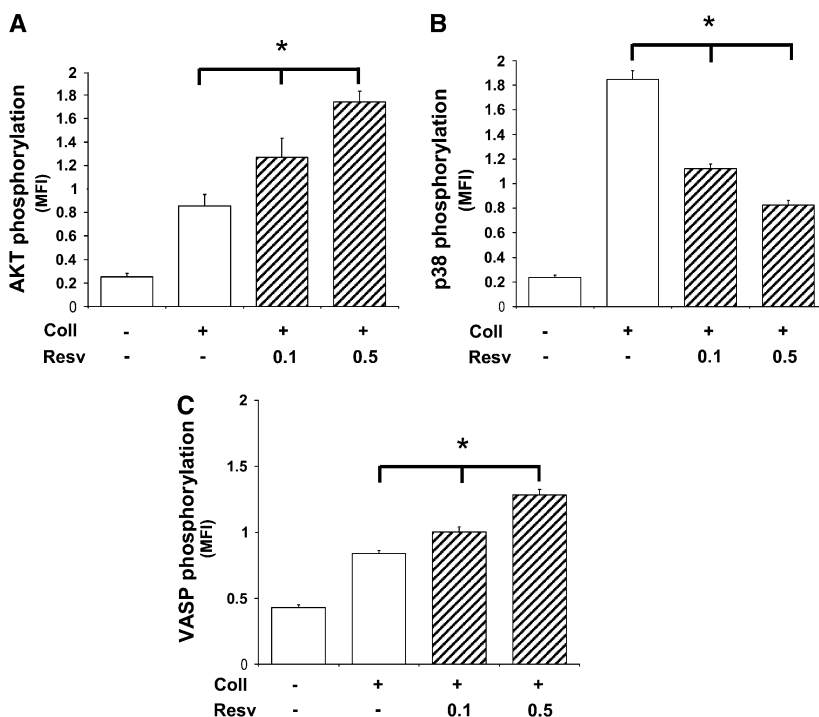 A
*
AKT phosphorylation
(MFI)
2
1.8
1.6
1.4
1.2
1
0.8
0.6
0.4
0.2
0
Coll - + + +
Resv - - 0.1 0.5
B
*
p38 phosphorylation
(MFI)
2
1.8
1.6
1.4
1.2
1
0.8
0.6
0.4
0.2
0
Coll - + + +
Resv - - 0.1 0.5
C
*
VASP phosphorylation
(MFI)
2
1.5
1
0.5
0
Coll - + + +
Resv - - 0.1 0.5